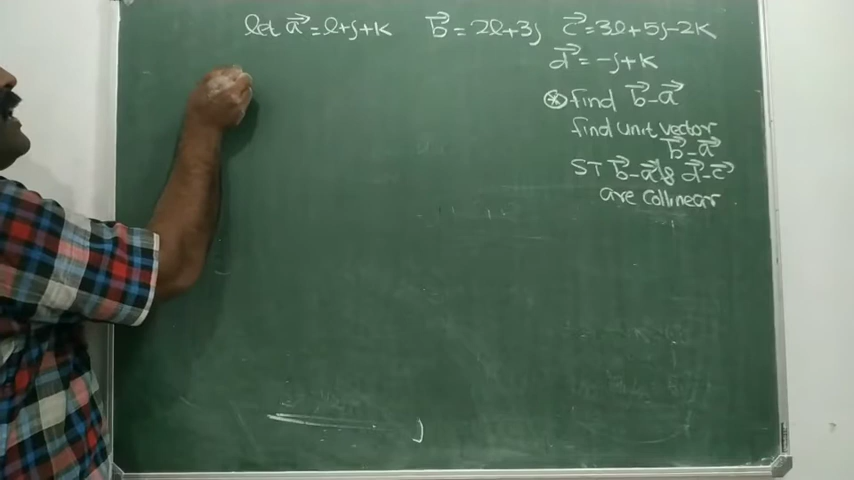 let a⃗ = i+j+k b⃗ = 2i+3j c⃗ = 3i+5j-2k
d⃗ = -j+k
⊛ find b⃗-a⃗
find unit vector
b⃗-a⃗
ST b⃗-a⃗ & d⃗-c⃗
are collinear